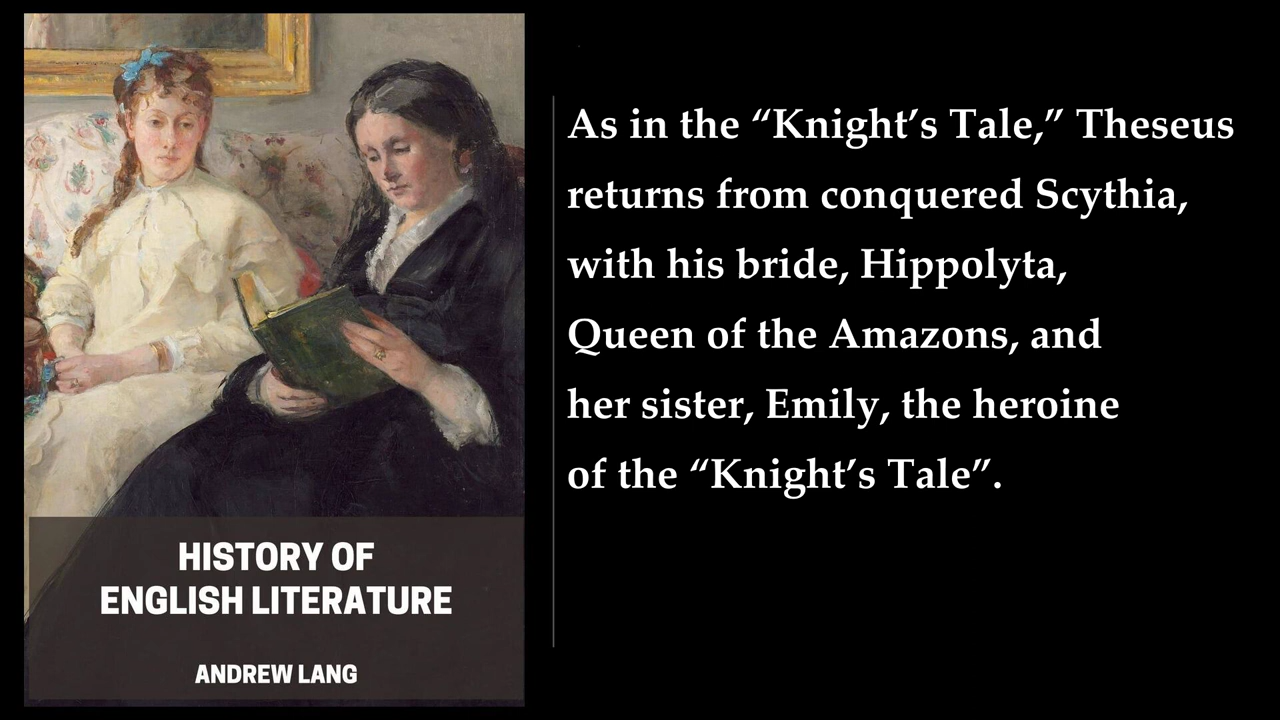 HISTORY OF
ENGLISH LITERATURE
ANDREW LANG
As in the “Knight’s Tale,” Theseus
returns from conquered Scythia,
with his bride, Hippolyta,
Queen of the Amazons, and
her sister, Emily, the heroine
of the “Knight’s Tale”.